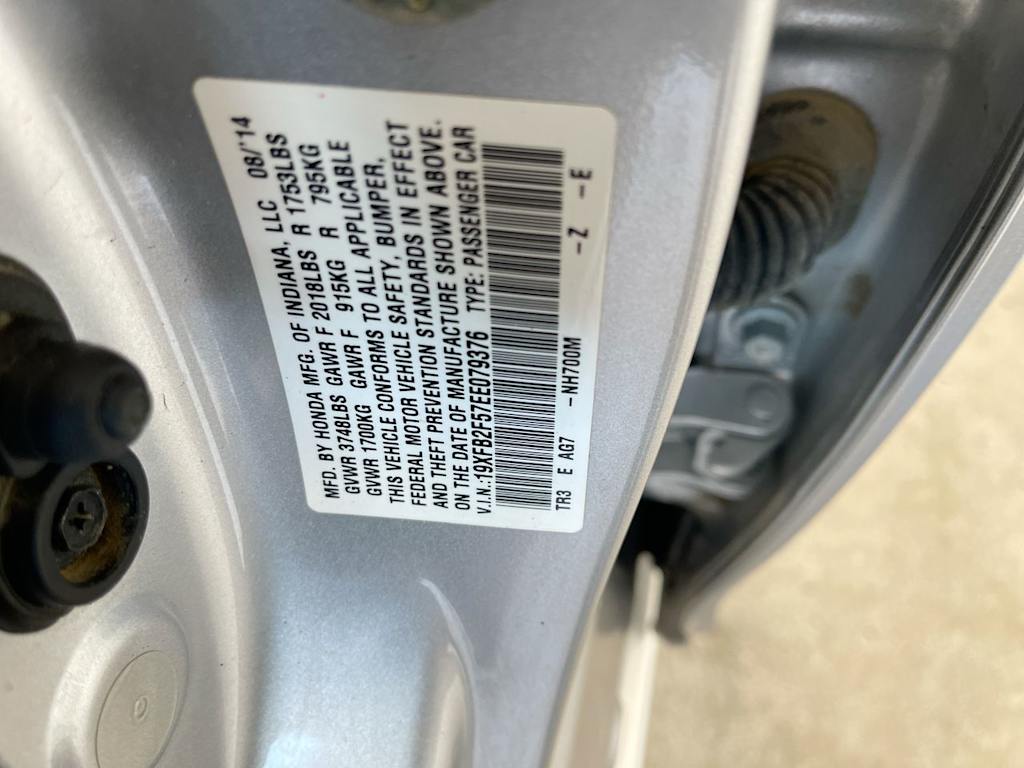 MFD. BY HONDA MFG. OF INDIANA, LLC 08/'14
GVWR 3748LBS GAWR F 2018LBS R 1753LBS
GVWR 1700KG GAWR F 915KG R 795KG
THIS VEHICLE CONFORMS TO ALL APPLICABLE
FEDERAL MOTOR VEHICLE SAFETY, BUMPER,
AND THEFT PREVENTION STANDARDS IN EFFECT
ON THE DATE OF MANUFACTURE SHOWN ABOVE.
V.I.N.:19XFB2F57EE079376 TYPE: PASSENGER CAR
TR3 E AG7 -NH700M -Z -E